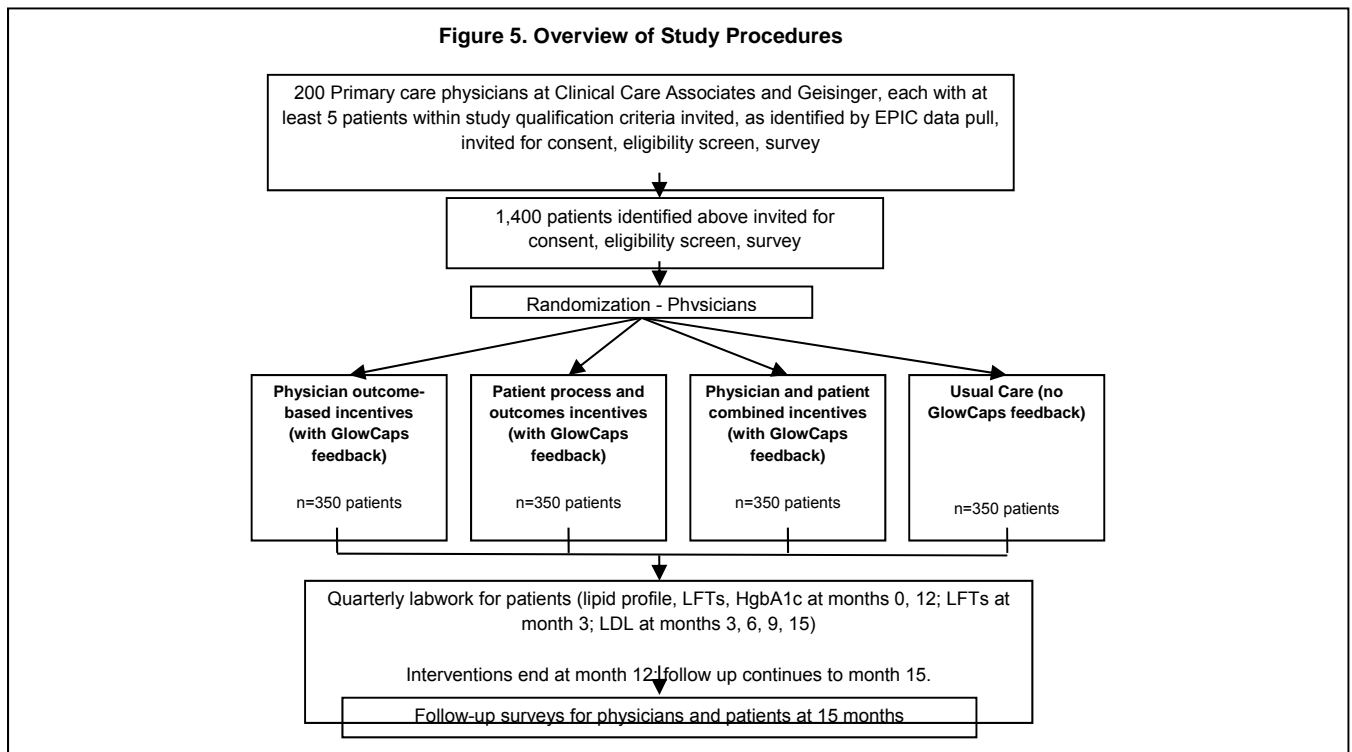 Figure 5. Overview of Study Procedures
200 Primary care physicians at Clinical Care Associates and Geisinger, each with at
least 5 patients within study qualification criteria invited, as identified by EPIC data pull,
invited for consent, eligibility screen, survey
1,400 patients identified above invited for
consent, eligibility screen, survey
Randomization - Physicians
Physician outcome-
based incentives
(with GlowCaps
feedback)
n=350 patients
Patient process and
outcomes incentives
(with GlowCaps
feedback)
n=350 patients
Physician and patient
combined incentives
(with GlowCaps
feedback)
n=350 patients
Usual Care (no
GlowCaps feedback)
n=350 patients
Quarterly labwork for patients (lipid profile, LFTs, HgbA1c at months 0, 12; LFTs at
month 3; LDL at months 3, 6, 9, 15)
Interventions end at month 12; follow up continues to month 15.
Follow-up surveys for physicians and patients at 15 months